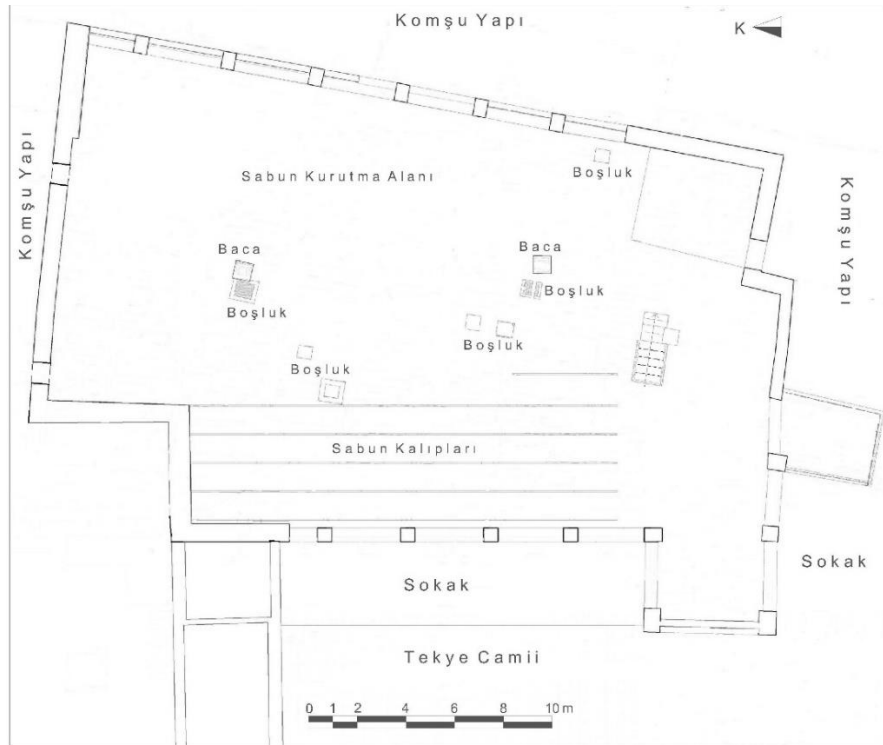 Komşu Yapı
K
Komşu Yapı
Sabun Kurutma Alanı
Boşluk
Komşu Yapı
Baca
Boşluk
Baca
Boşluk
Boşluk
Boşluk
Sabun Kalıpları
Sokak
Sokak
Tekye Camii
0 1 2 4 6 8 10 m